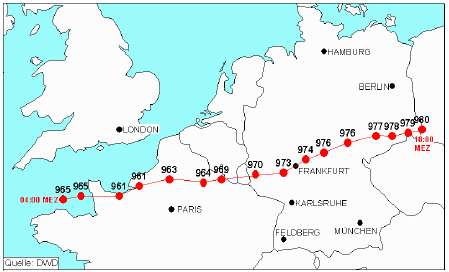 HAMBURG
BERLIN
LONDON
980
979
978
977
976
976
974
18:00
MEZ
973
970
969
964
963
961
961
965
965
04:00 MEZ
FRANKFURT
PARIS
KARLSRUHE
MÜNCHEN
FELDBERG
Quelle: DWD